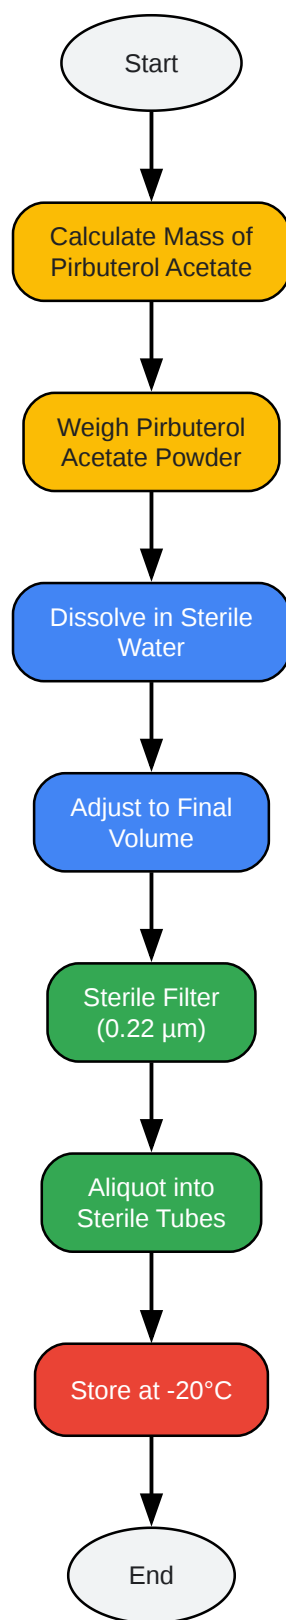 Start
Calculate Mass of
Pirbuterol Acetate
Weigh Pirbuterol
Acetate Powder
Dissolve in Sterile
Water
Adjust to Final
Volume
Sterile Filter
(0.22 µm)
Aliquot into
Sterile Tubes
Store at -20°C
End